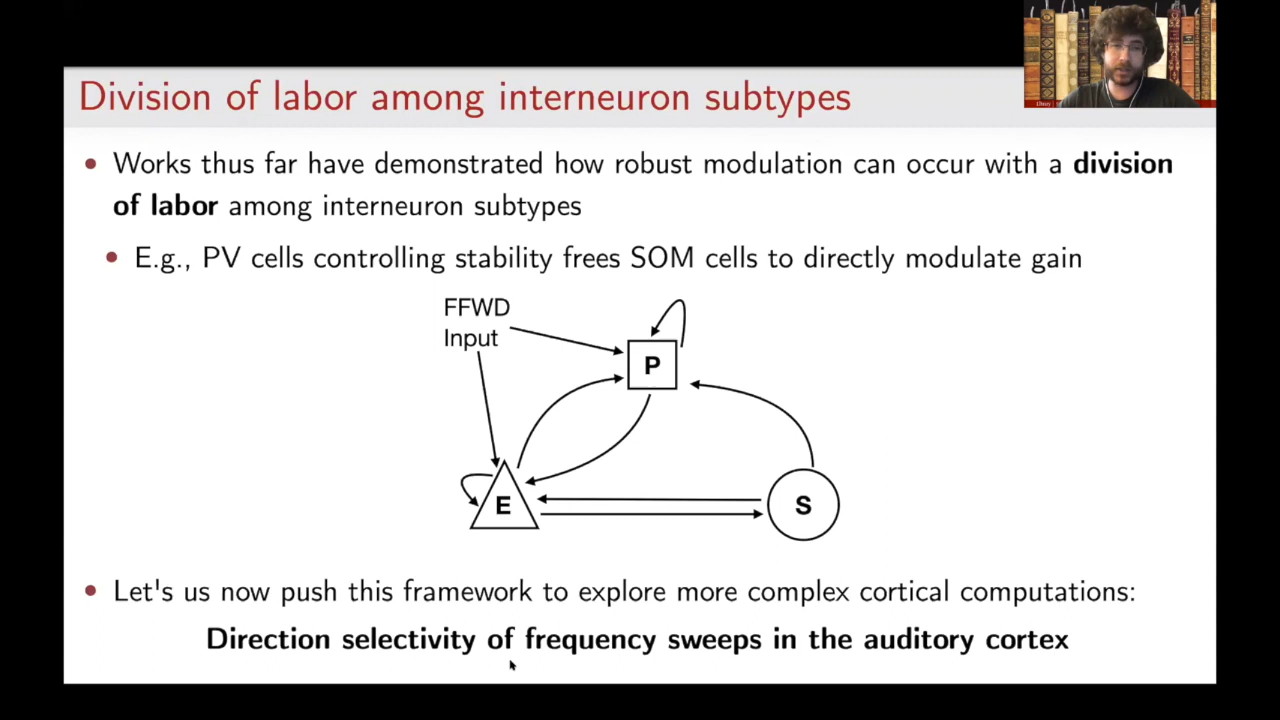 Division of labor among interneuron subtypes
• Works thus far have demonstrated how robust modulation can occur with a division
of labor among interneuron subtypes
• E.g., PV cells controlling stability frees SOM cells to directly modulate gain
FFWD
Input
P
E
S
• Let's us now push this framework to explore more complex cortical computations:
Direction selectivity of frequency sweeps in the auditory cortex